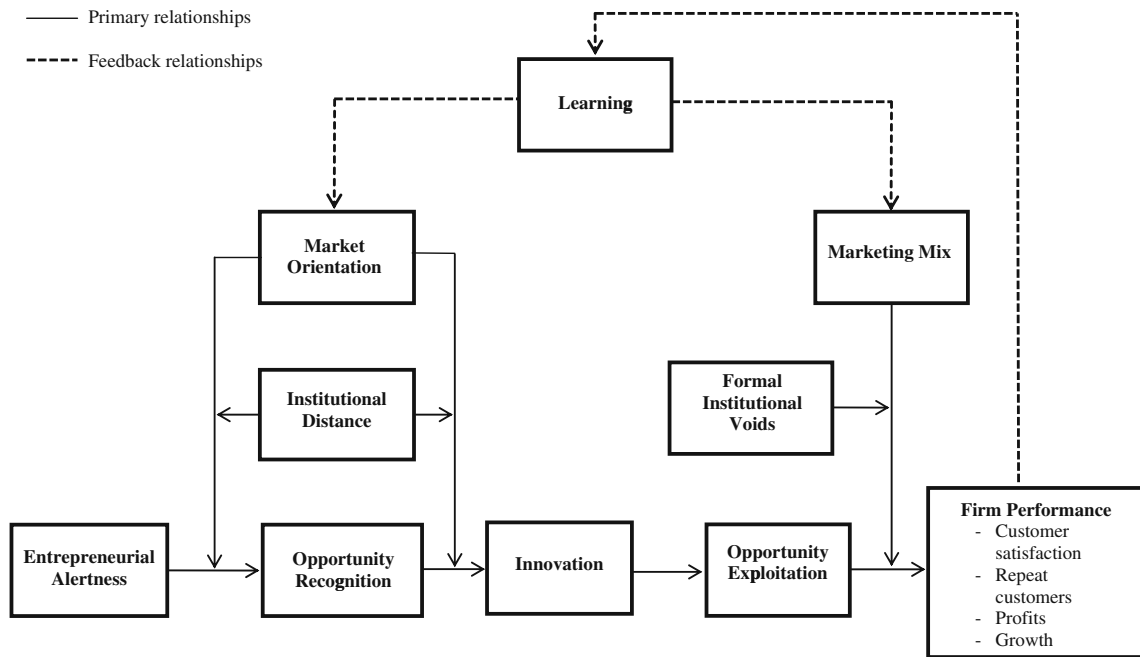 Primary relationships
Feedback relationships
Learning
Market
Orientation
Marketing Mix
Institutional
Distance
Formal
Institutional
Voids
Entrepreneurial
Alertness
Opportunity
Recognition
Innovation
Opportunity
Exploitation
Firm Performance
- Customer
satisfaction
- Repeat
customers
- Profits
- Growth